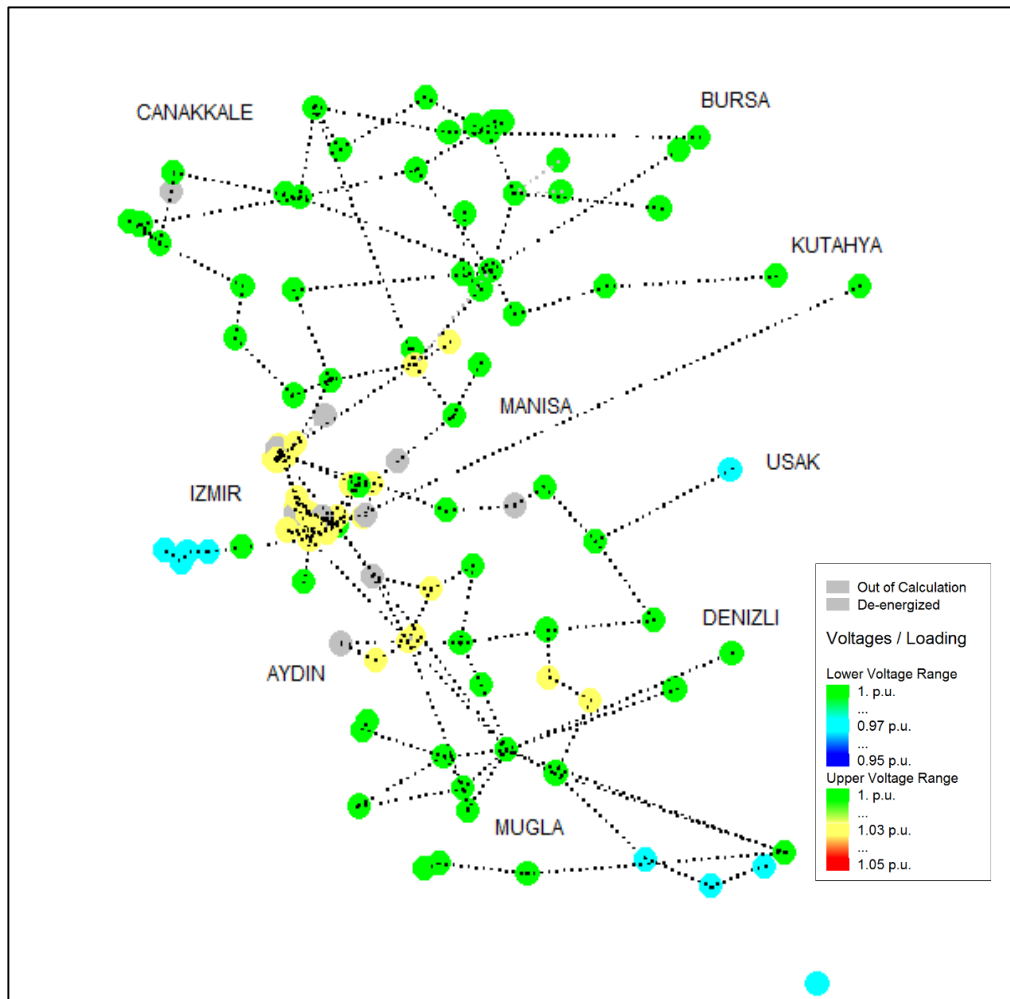 CANAKKALE
BURSA
KUTAHYA
MANISA
USAK
IZMIR
DENIZLI
AYDIN
MUGLA
Out of Calculation
De-energized
Voltages / Loading
Lower Voltage Range
1. p.u.
...
0.97 p.u.
...
0.95 p.u.
Upper Voltage Range
1. p.u.
...
1.03 p.u.
...
1.05 p.u.